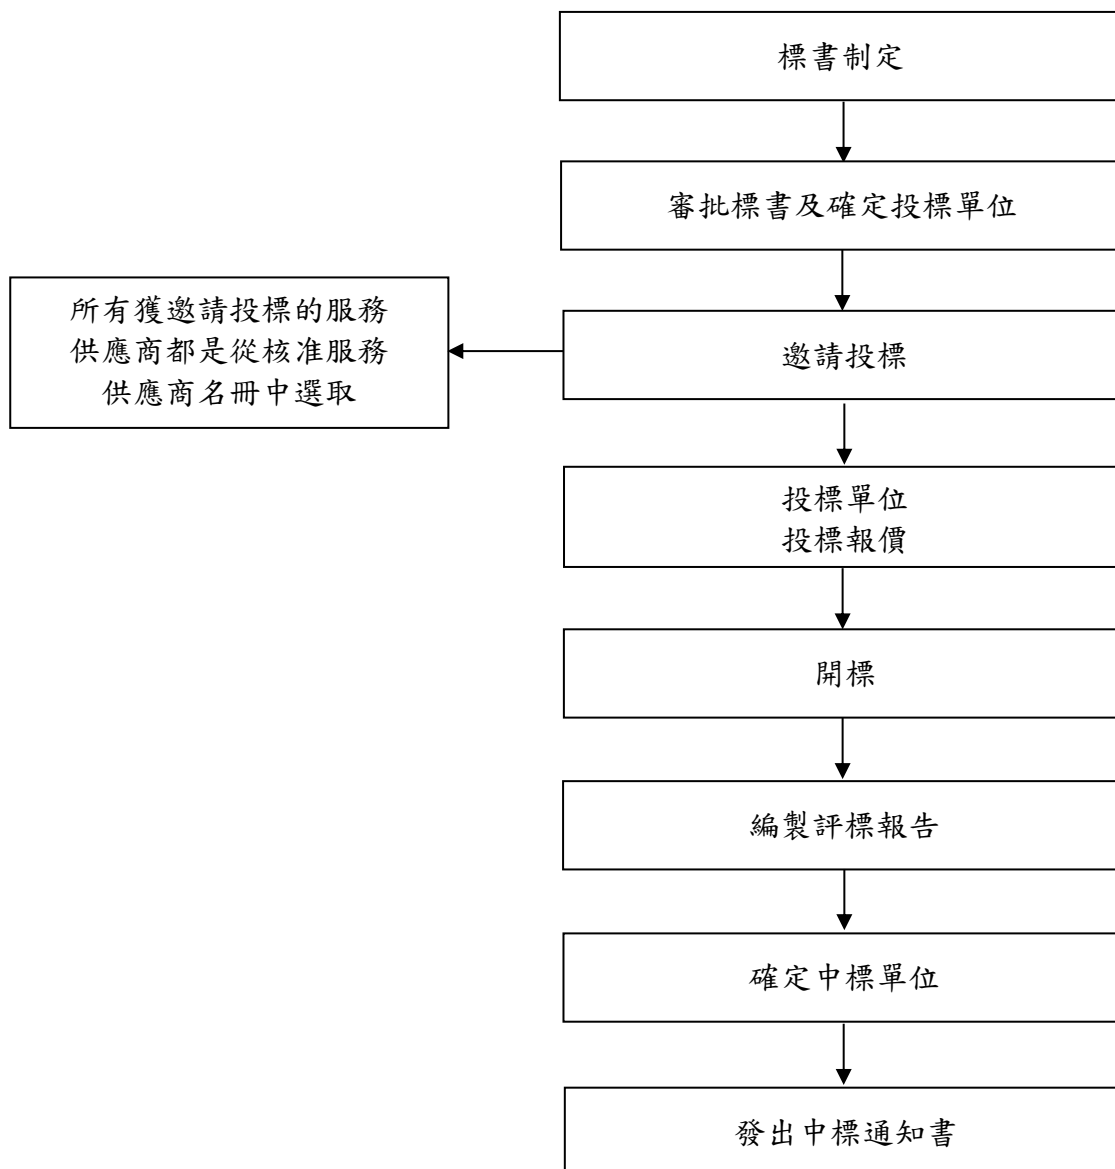 標書制定
審批標書及確定投標單位
所有獲邀請投標的服務
供應商都是從核准服務
供應商名冊中選取
邀請投標
投標單位
投標報價
開標
編製評標報告
確定中標單位
發出中標通知書